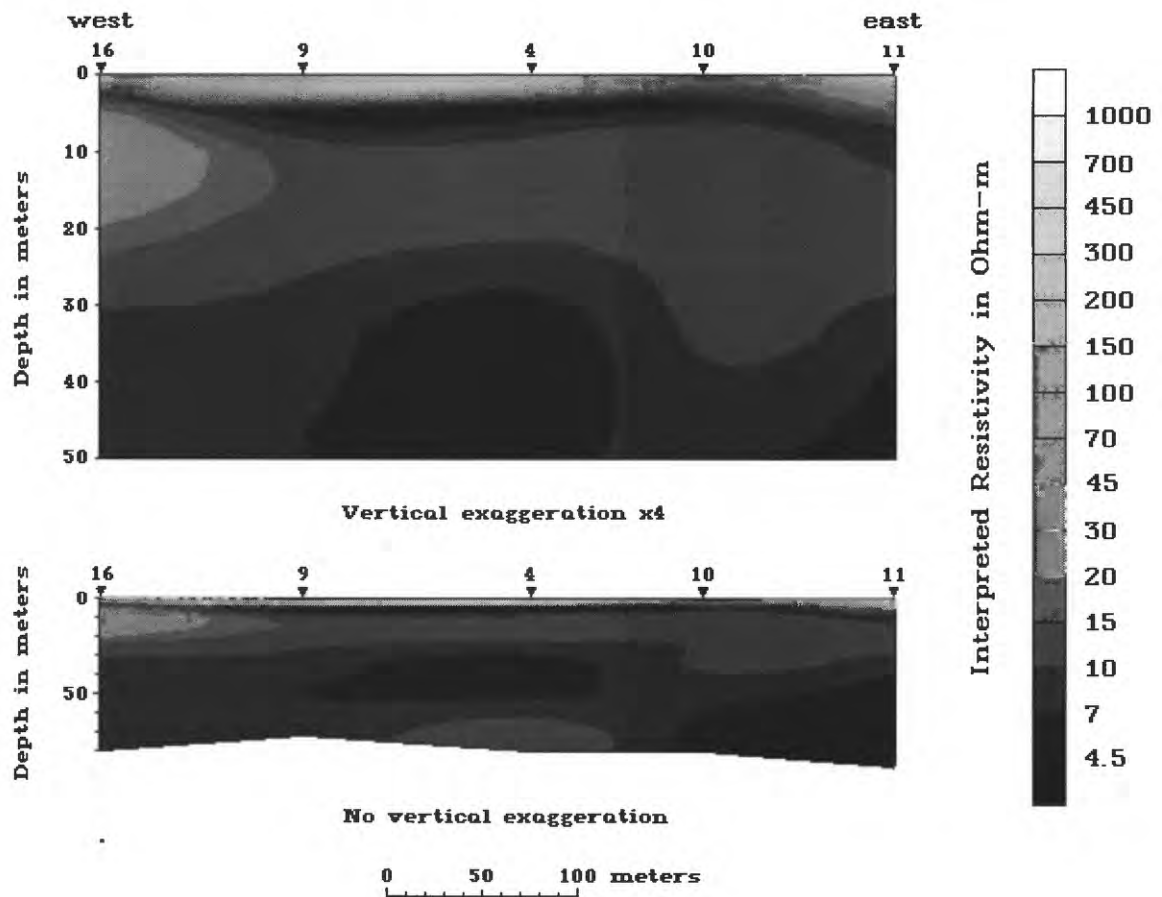 west east
16 9 4 10 11
0
10
20
30
40
50
Depth in meters
Vertical exaggeration x4
16 9 4 10 11
0
50
Depth in meters
No vertical exaggeration
0 50 100 meters
Interpreted Resistivity in Ohm-m
1000
700
450
300
200
150
100
70
45
30
20
15
10
7
4.5